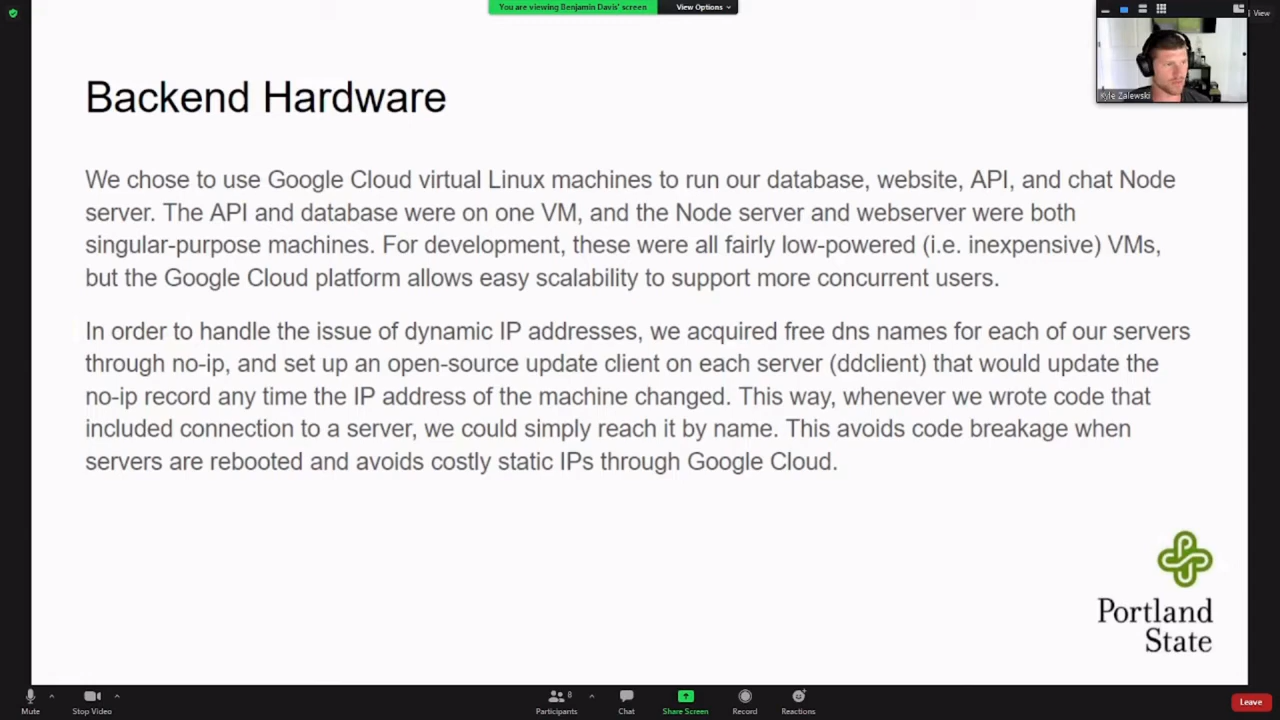 You are viewing Benjamin Davis' screen
View Options
View
Kyle Zalewski
Backend Hardware
We chose to use Google Cloud virtual Linux machines to run our database, website, API, and chat Node
server. The API and database were on one VM, and the Node server and webserver were both
singular-purpose machines. For development, these were all fairly low-powered (i.e. inexpensive) VMs,
but the Google Cloud platform allows easy scalability to support more concurrent users.
In order to handle the issue of dynamic IP addresses, we acquired free dns names for each of our servers
through no-ip, and set up an open-source update client on each server (ddclient) that would update the
no-ip record any time the IP address of the machine changed. This way, whenever we wrote code that
included connection to a server, we could simply reach it by name. This avoids code breakage when
servers are rebooted and avoids costly static IPs through Google Cloud.
Portland
State
Mute
Stop Video
8
Participants
Chat
Share Screen
Record
Reactions
Leave